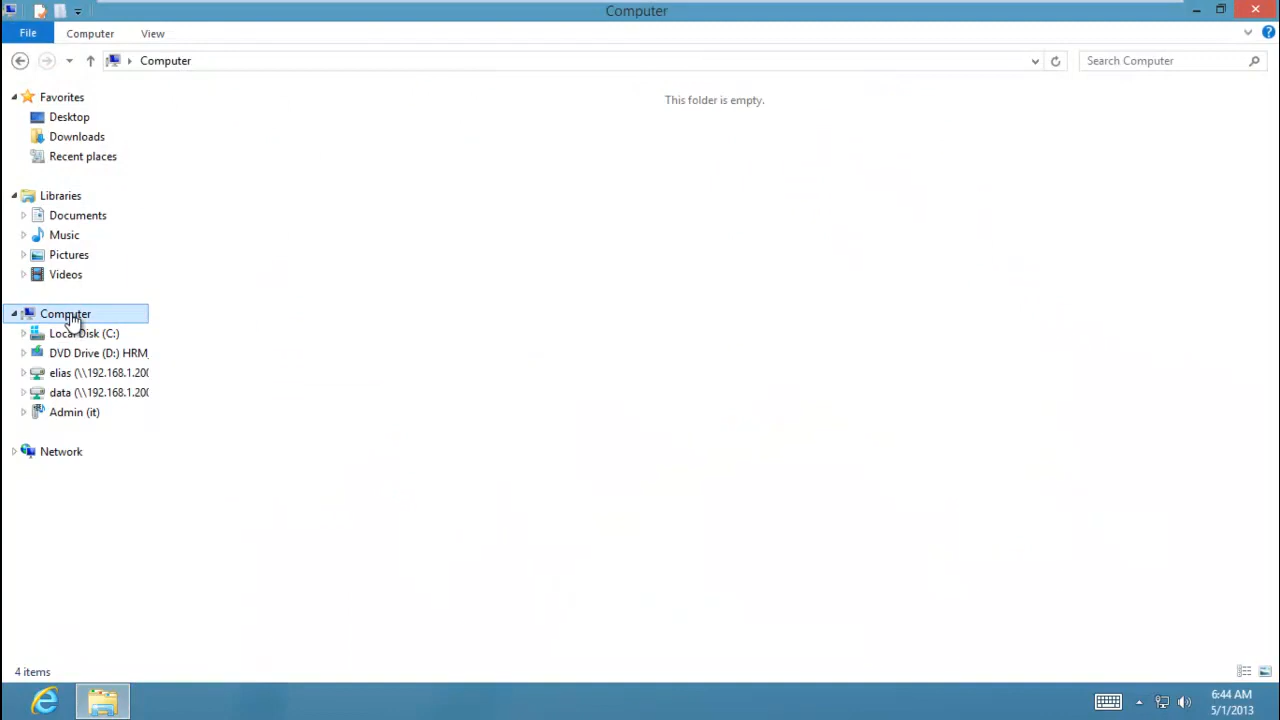 Computer
File
Computer
View
Computer
Search Computer
Favorites
Desktop
Downloads
Recent places
Libraries
Documents
Music
Pictures
Videos
Computer
Local Disk (C:)
DVD Drive (D:) HRM_
elias (\\192.168.1.200
data (\\192.168.1.200
Admin (it)
Network
This folder is empty.
4 items
6:44 AM
5/1/2013